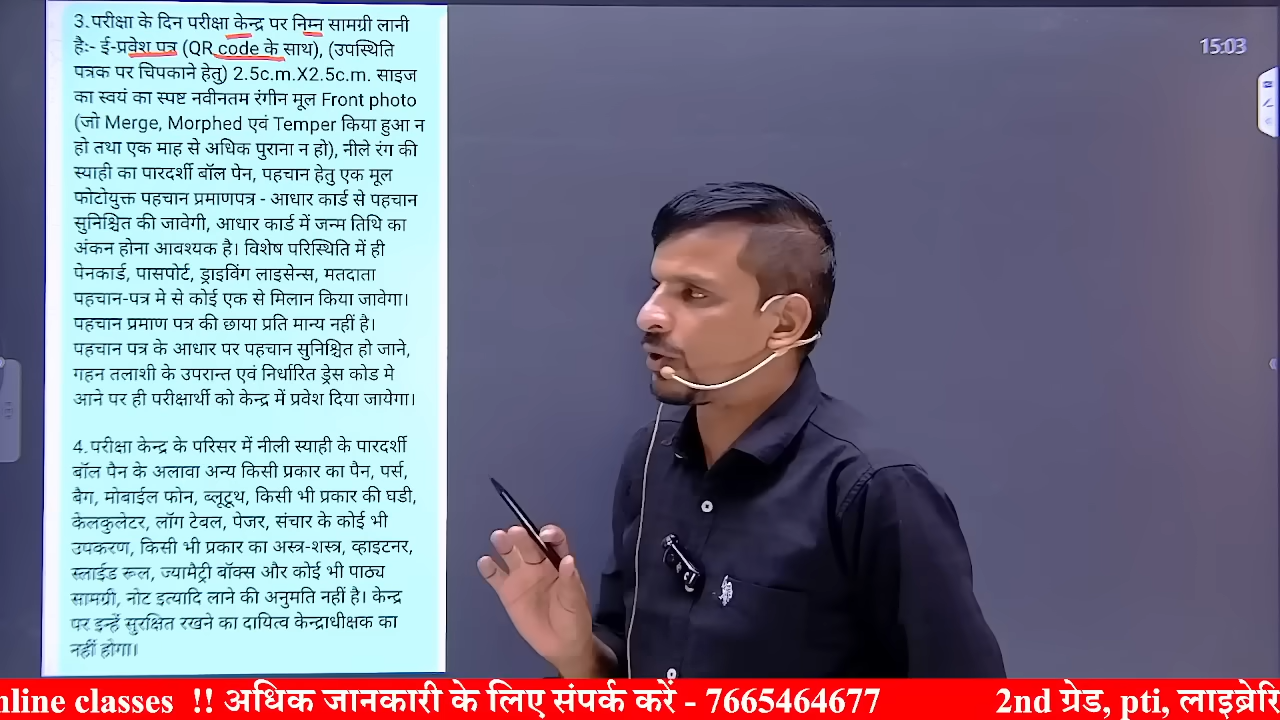 3. परीक्षा के दिन परीक्षा केन्द्र पर निम्न सामग्री लानी
है:- ई-प्रवेश पत्र (QR code के साथ), (उपस्थिति
पत्रक पर चिपकाने हेतु) 2.5c.m.X2.5c.m. साइज
का स्वयं का स्पष्ट नवीनतम रंगीन मूल Front photo
(जो Merge, Morphed एवं Temper किया हुआ न
हो तथा एक माह से अधिक पुराना न हो), नीले रंग की
स्याही का पारदर्शी बॉल पेन, पहचान हेतु एक मूल
फोटोयुक्त पहचान प्रमाणपत्र - आधार कार्ड से पहचान
सुनिश्चित की जावेगी, आधार कार्ड में जन्म तिथि का
अंकन होना आवश्यक है। विशेष परिस्थिति में ही
पेनकार्ड, पासपोर्ट, ड्राइविंग लाइसेन्स, मतदाता
पहचान-पत्र मे से कोई एक से मिलान किया जावेगा।
पहचान प्रमाण पत्र की छाया प्रति मान्य नहीं है।
पहचान पत्र के आधार पर पहचान सुनिश्चित हो जाने,
गहन तलाशी के उपरान्त एवं निर्धारित ड्रेस कोड मे
आने पर ही परीक्षार्थी को केन्द्र में प्रवेश दिया जायेगा।
4. परीक्षा केन्द्र के परिसर में नीली स्याही के पारदर्शी
बॉल पैन के अलावा अन्य किसी प्रकार का पैन, पर्स,
बैग, मोबाईल फोन, ब्लूटूथ, किसी भी प्रकार की घडी,
केलकुलेटर, लॉग टेबल, पेजर, संचार के कोई भी
उपकरण, किसी भी प्रकार का अस्त्र-शस्त्र, व्हाइटनर,
स्लाईड रूल, ज्यामैट्री बॉक्स और कोई भी पाठ्य
सामग्री, नोट इत्यादि लाने की अनुमति नहीं है। केन्द्र
पर इन्हें सुरक्षित रखने का दायित्व केन्द्राधीक्षक का
नहीं होगा।
15:03
nline classes !! अधिक जानकारी के लिए संपर्क करें - 7665464677 2nd ग्रेड, pti, लाइब्रेरि